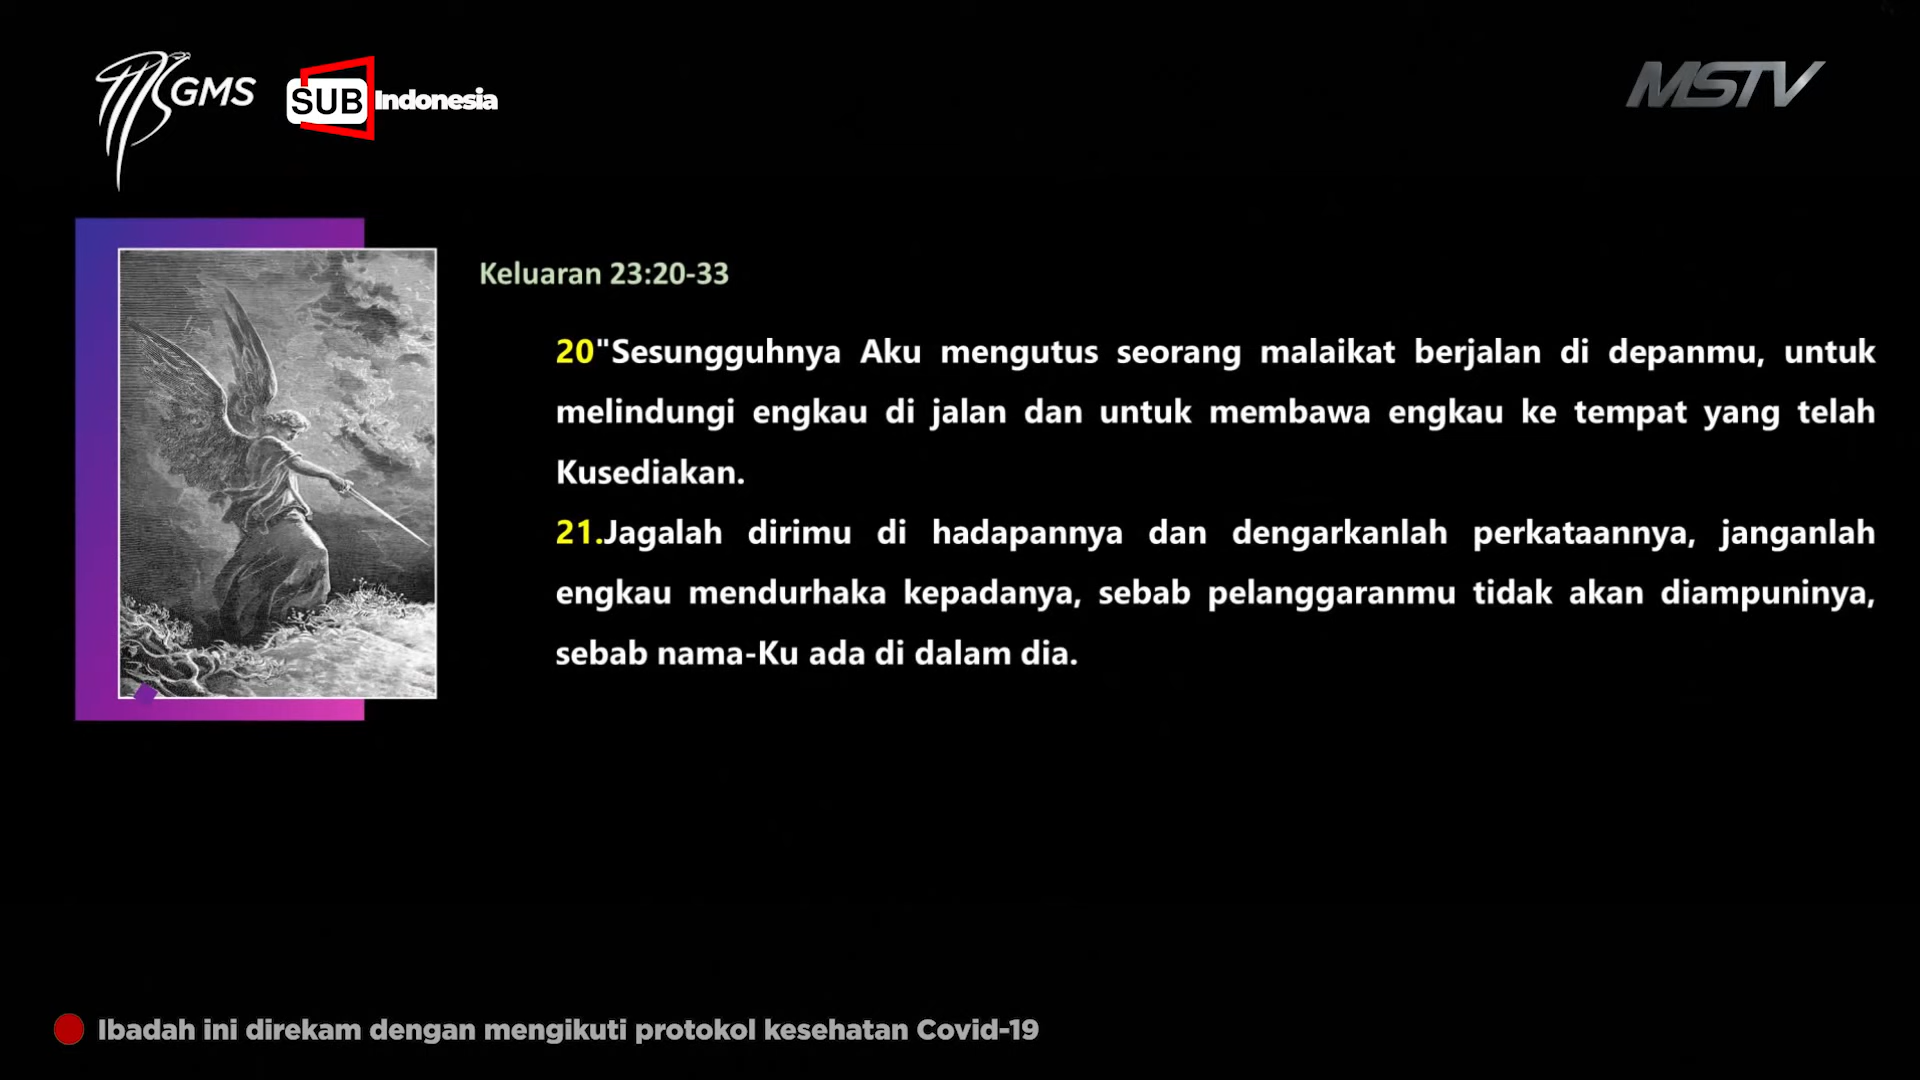 GMS
SUB Indonesia
MSTV
Keluaran 23:20-33
20"Sesungguhnya Aku mengutus seorang malaikat berjalan di depanmu, untuk
melindungi engkau di jalan dan untuk membawa engkau ke tempat yang telah
Kusediakan.
21.Jagalah dirimu di hadapannya dan dengarkanlah perkataannya, janganlah
engkau mendurhaka kepadanya, sebab pelanggaranmu tidak akan diampuninya,
sebab nama-Ku ada di dalam dia.
Ibadah ini direkam dengan mengikuti protokol kesehatan Covid-19